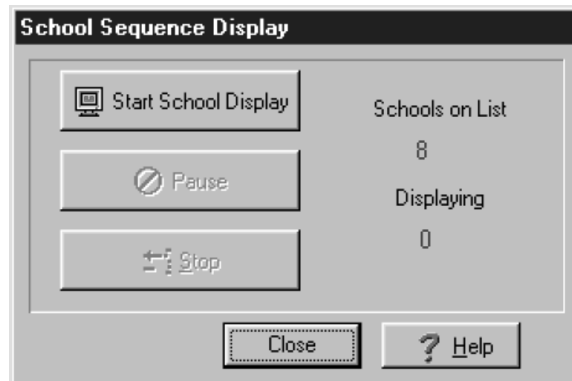 School Sequence Display
Start School Display
Schools on List
8
Pause
Displaying
0
Stop
Close
Help